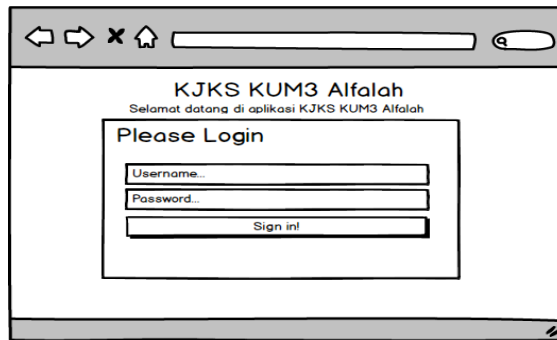 KJKS KUM3 Alfalah
Selamat datang di aplikasi KJKS KUM3 Alfalah
Please Login
Username...
Password...
Sign in!